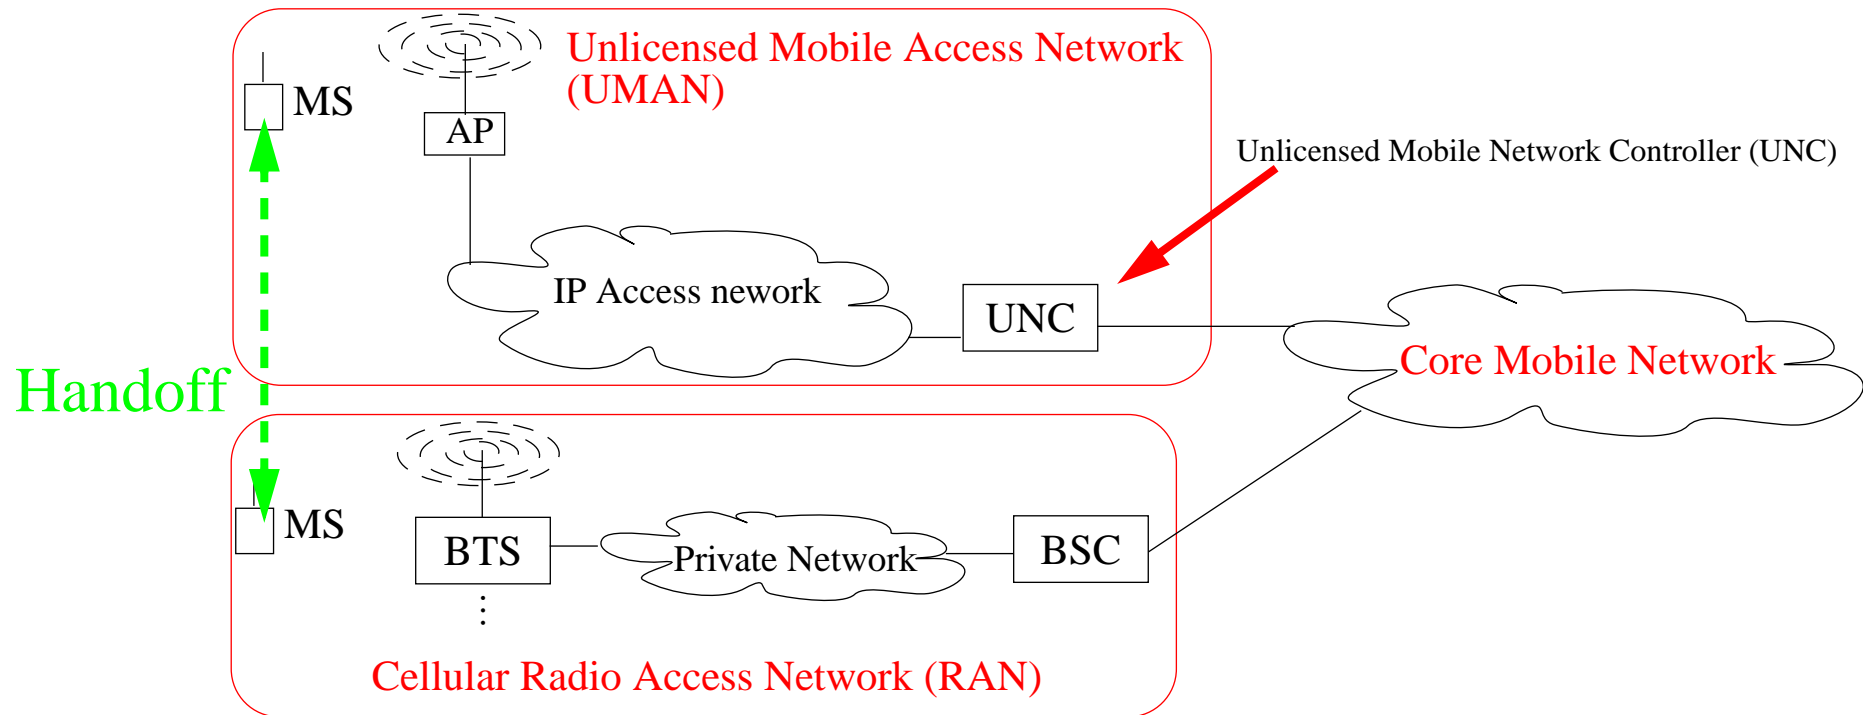 Unlicensed Mobile Access Network
(UMAN)
MS
AP
Unlicensed Mobile Network Controller (UNC)
IP Access nework
UNC
Core Mobile Network
Handoff
MS
BTS
Private Network
BSC
Cellular Radio Access Network (RAN)